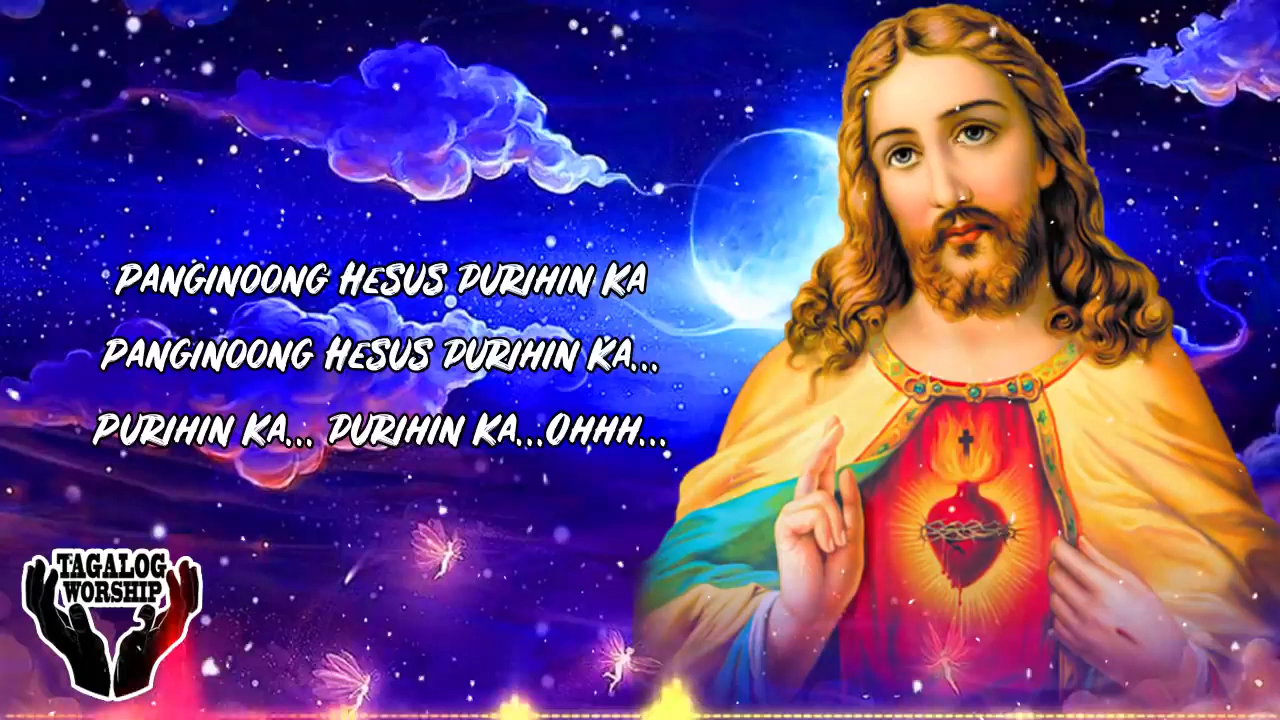 Panginoong Hesus Purihin Ka
Panginoong Hesus Purihin Ka...
Purihin Ka... Purihin Ka...Ohhh...
TAGALOG
WORSHIP